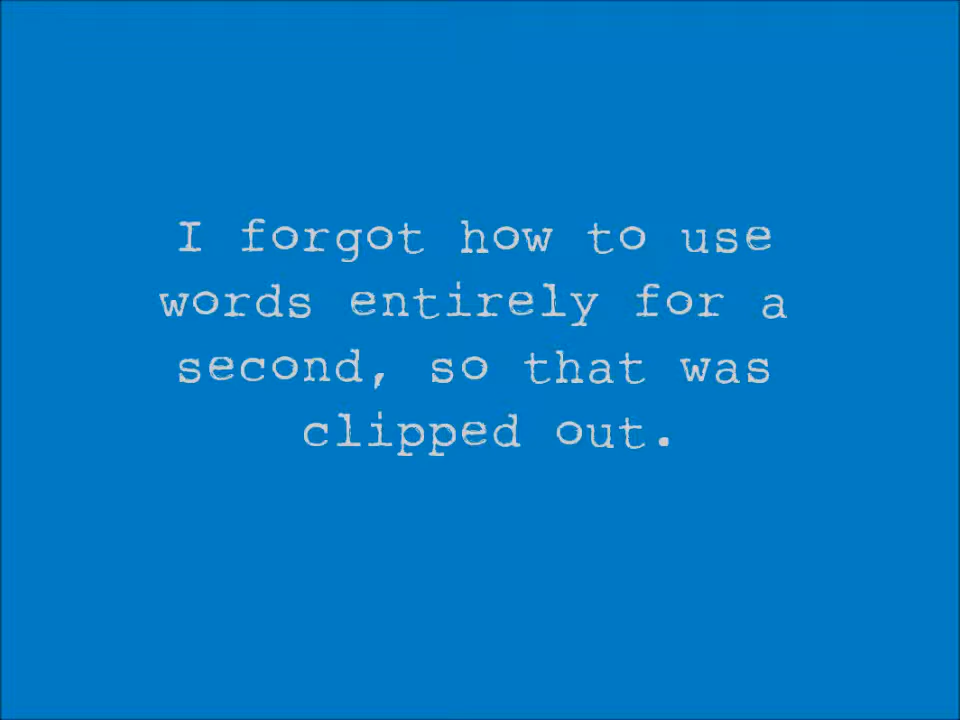 I forgot how to use
words entirely for a
second, so that was
clipped out.